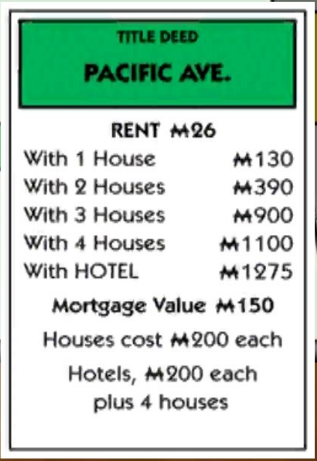 TITLE DEED
PACIFIC AVE.
RENT ₩26
With 1 House ₩130
With 2 Houses ₩390
With 3 Houses ₩900
With 4 Houses ₩1100
With HOTEL ₩1275
Mortgage Value ₩150
Houses cost ₩200 each
Hotels, ₩200 each
plus 4 houses